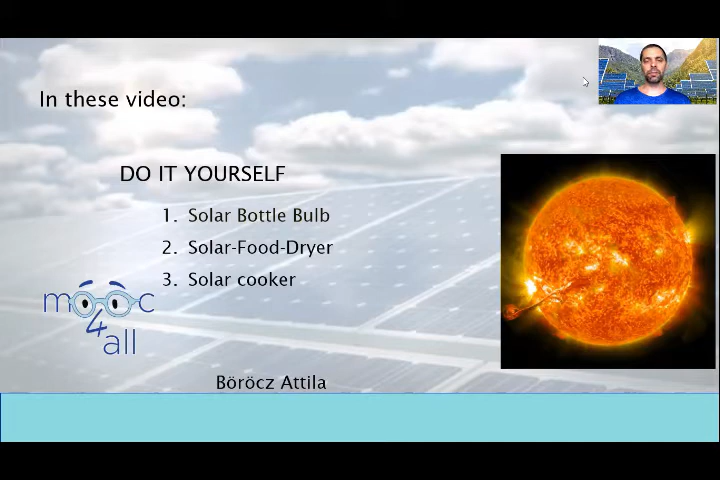 In these video:
DO IT YOURSELF
1. Solar Bottle Bulb
2. Solar-Food-Dryer
3. Solar cooker
mooc
4
all
Böröcz Attila